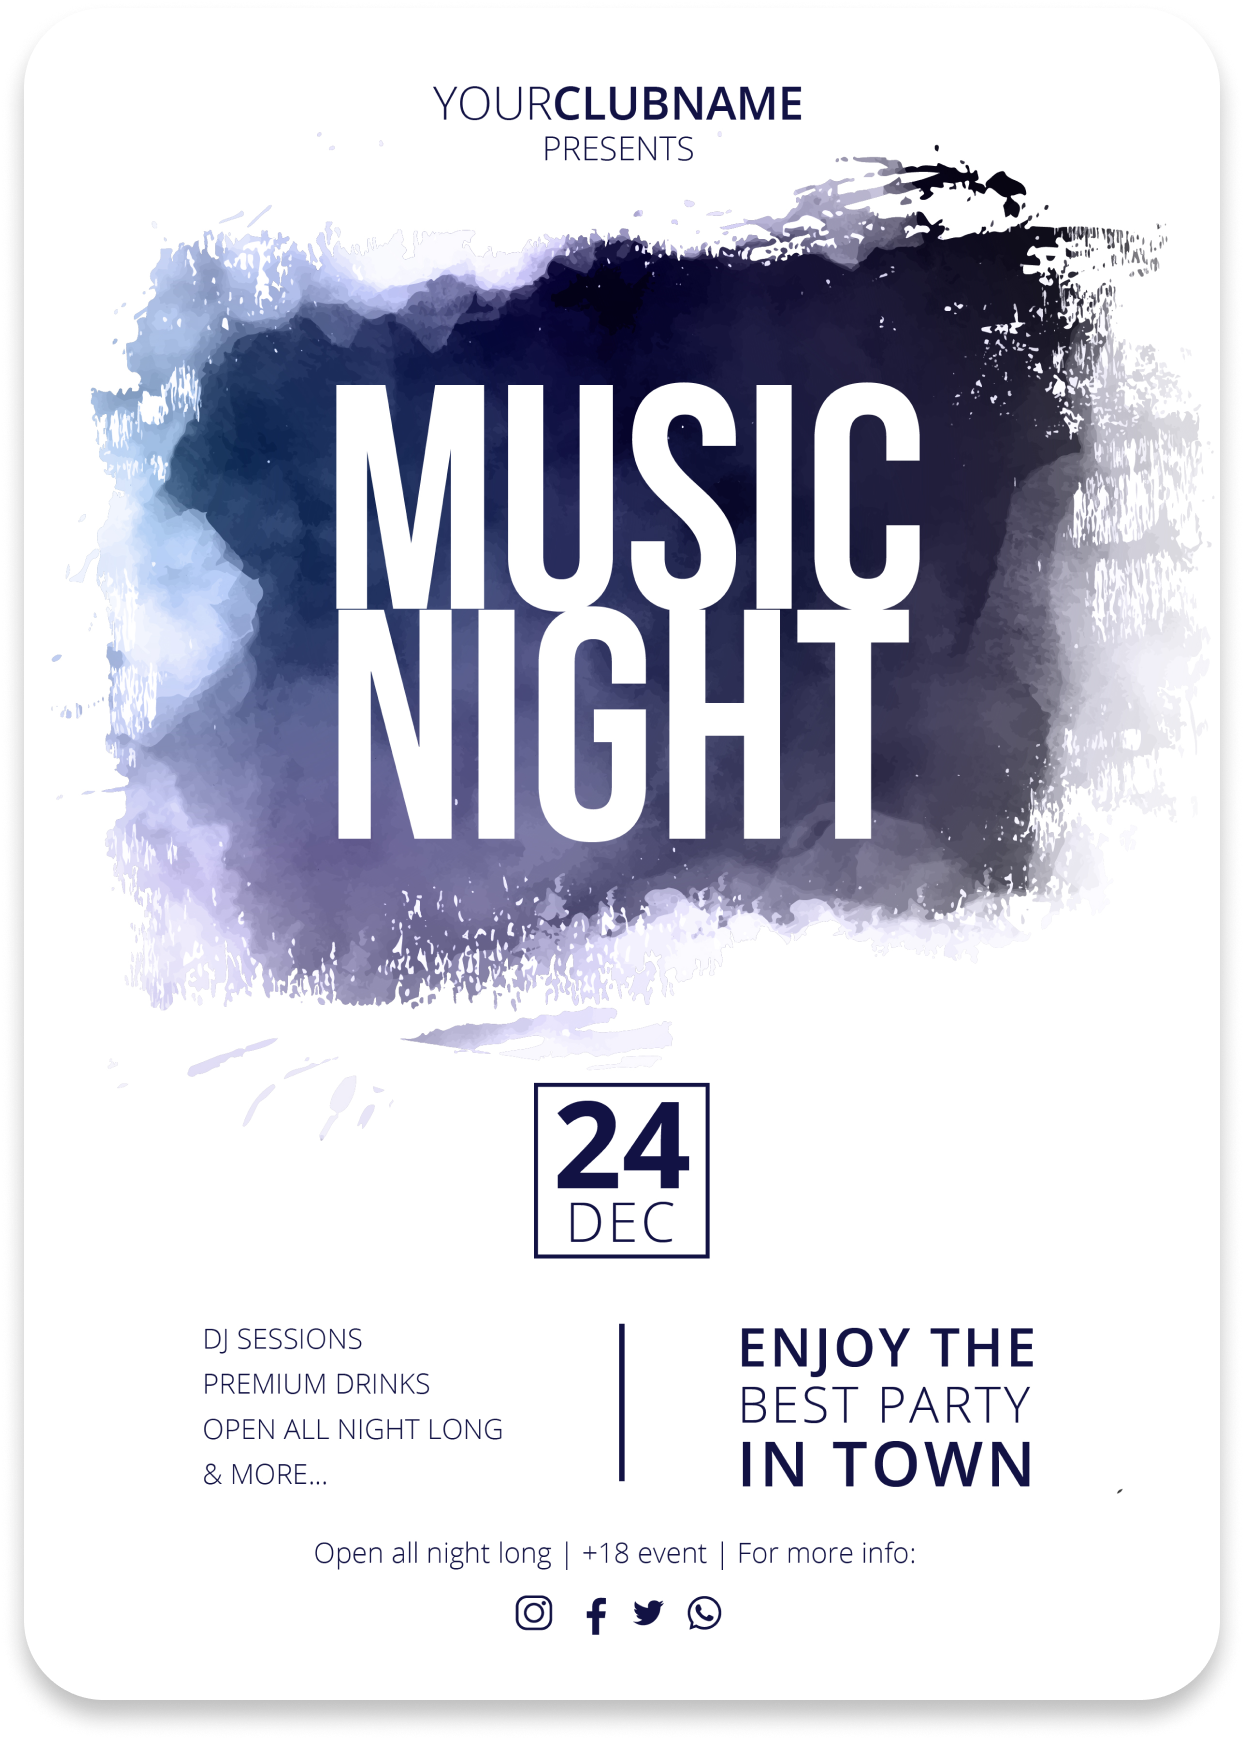 YOURCLUBNAME
PRESENTS
MUSIC
NIGHT
24
DEC
DJ SESSIONS
PREMIUM DRINKS
OPEN ALL NIGHT LONG
& MORE...
ENJOY THE
BEST PARTY
IN TOWN
Open all night long | +18 event | For more info: